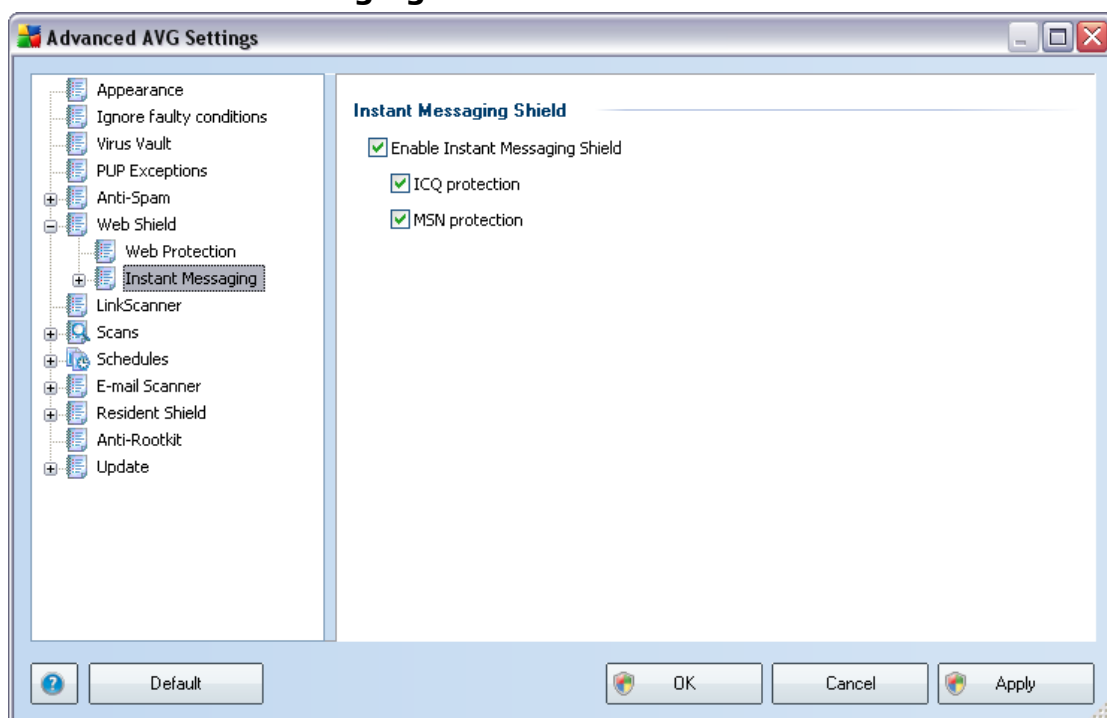 Advanced AVG Settings
Appearance
Ignore faulty conditions
Virus Vault
PUP Exceptions
Anti-Spam
Web Shield
Web Protection
Instant Messaging
LinkScanner
Scans
Schedules
E-mail Scanner
Resident Shield
Anti-Rootkit
Update
Instant Messaging Shield
Enable Instant Messaging Shield
ICQ protection
MSN protection
Default
OK
Cancel
Apply